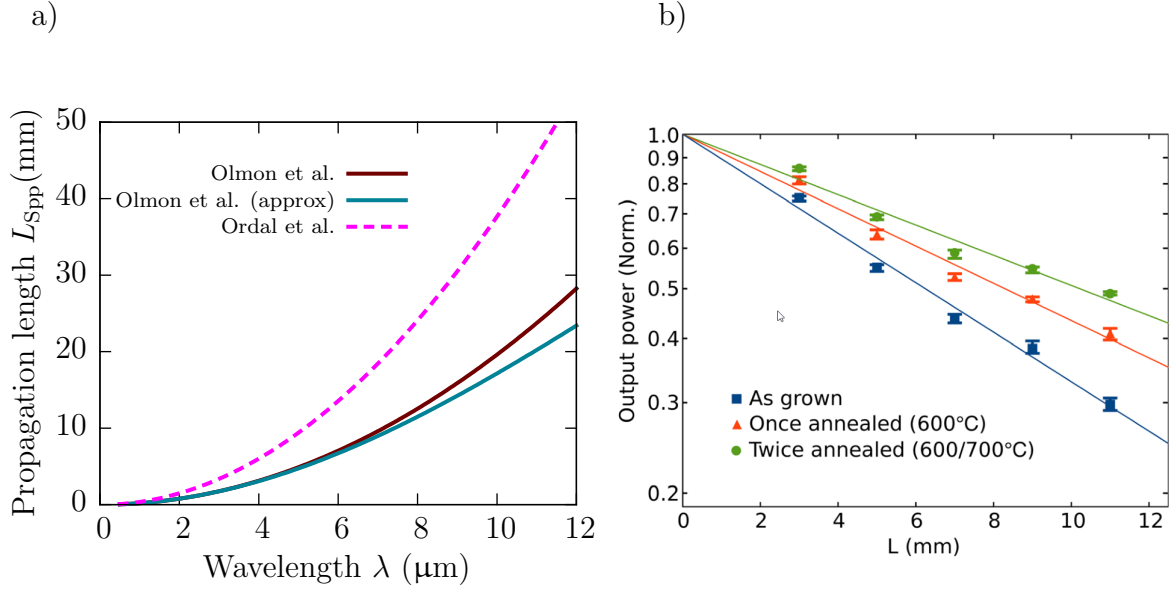 a)
b)
Propagation length L_Spp(mm)
50
40
30
20
10
0
Olmon et al.
Olmon et al. (approx)
Ordal et al.
0 2 4 6 8 10 12
Wavelength λ (μm)
Output power (Norm.)
1.0
0.9
0.8
0.7
0.6
0.5
0.4
0.3
0.2
As grown
Once annealed (600°C)
Twice annealed (600/700°C)
0 2 4 6 8 10 12
L (mm)